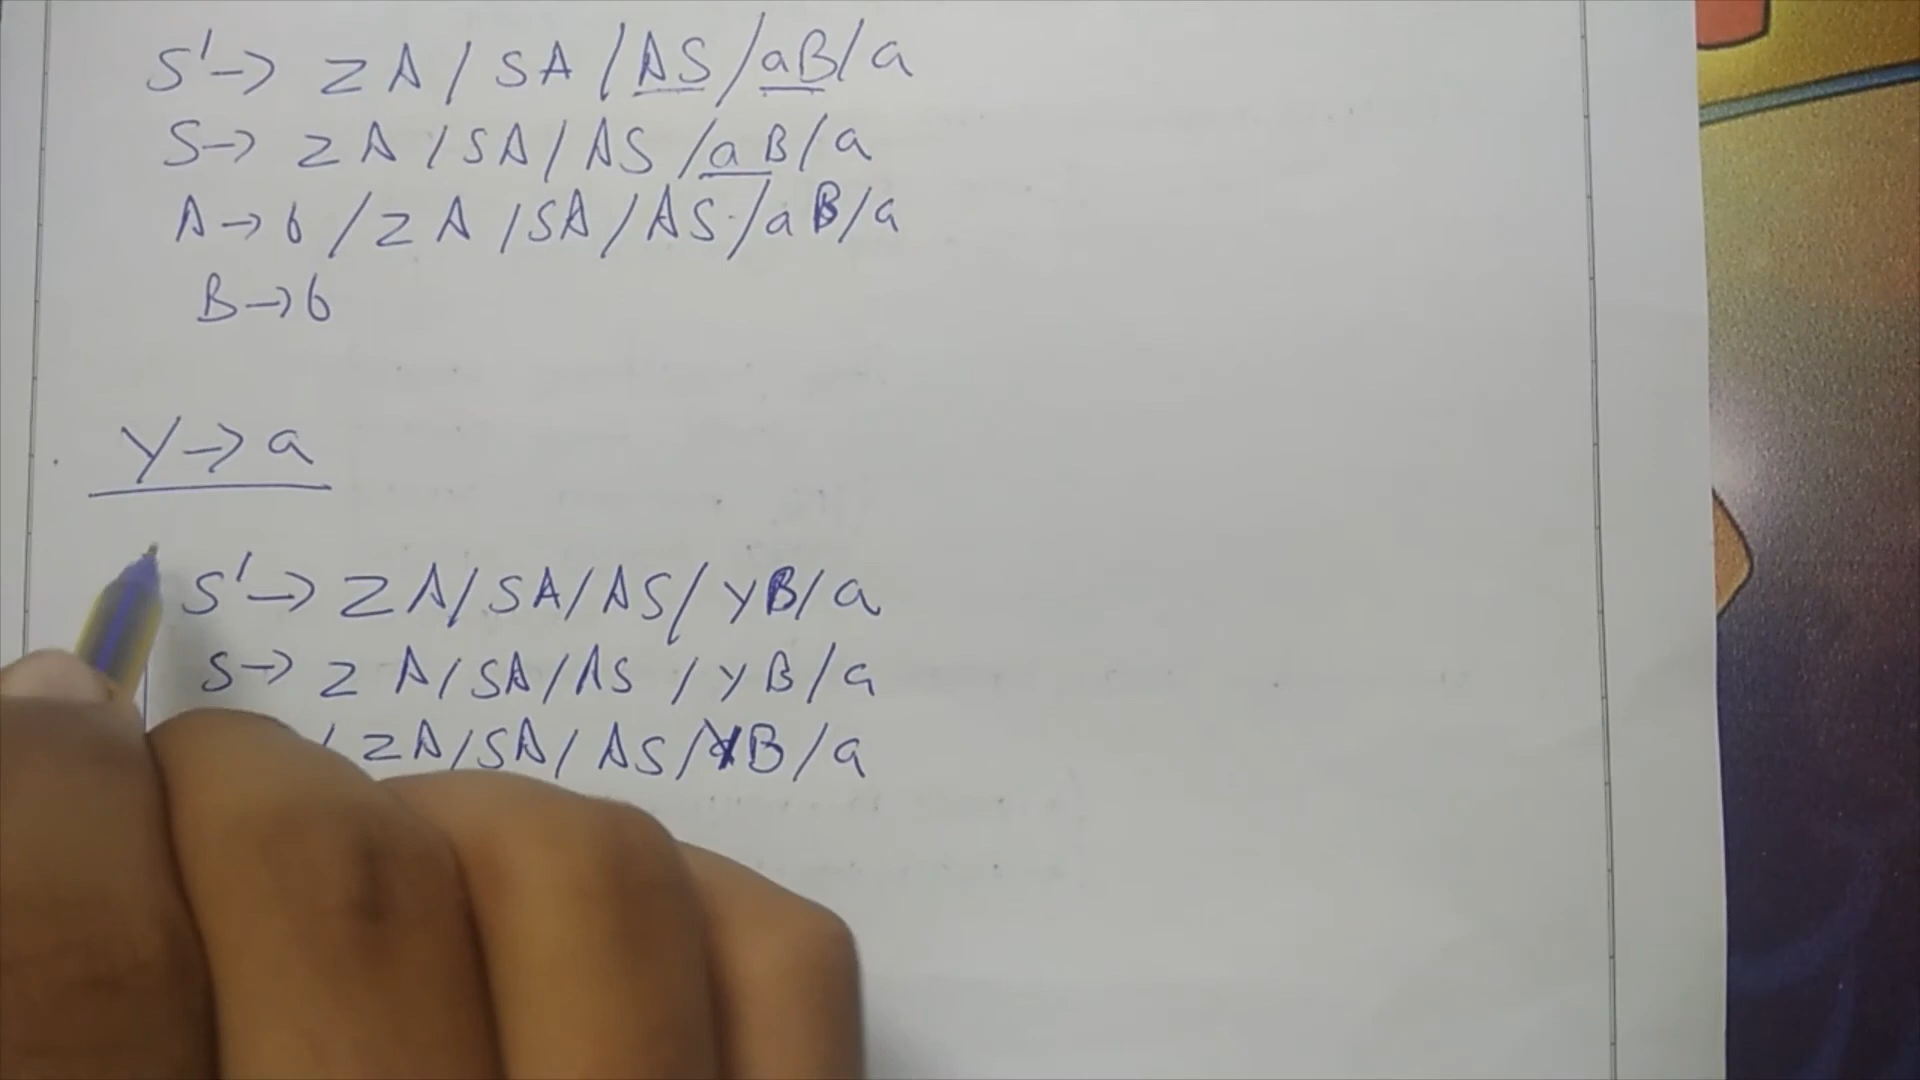 S' → ZA / SA / AS / aB / a
S → ZA / SA / AS / aB / a
A → b / ZA / SA / AS / aB / a
B → b
Y → a
S' → ZA / SA / AS / YB / a
S → ZA / SA / AS / YB / a
/ ZA / SA / AS / YB / a